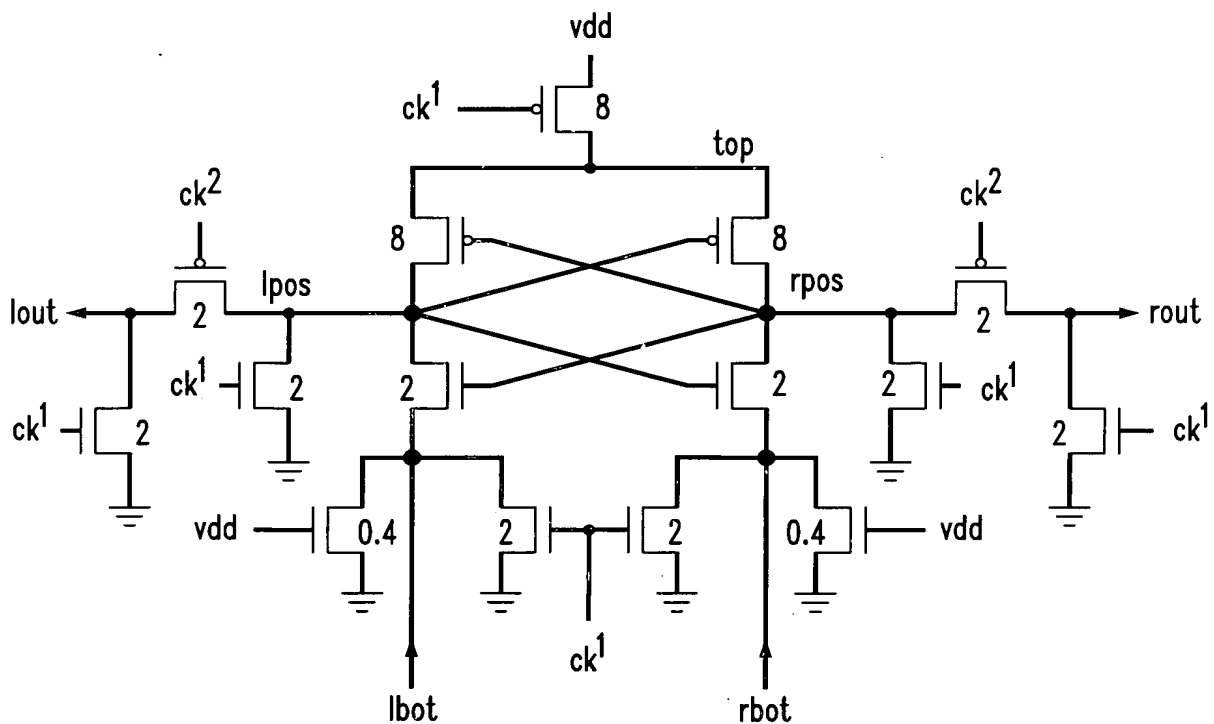 vdd
ck¹ 8
top
ck² ck²
8 8
lpos rpos
lout 2 2 rout
ck¹ 2 2 2 2 ck¹
ck¹ 2 2 ck¹
vdd 0.4 2 2 0.4 vdd
ck¹
lbot rbot